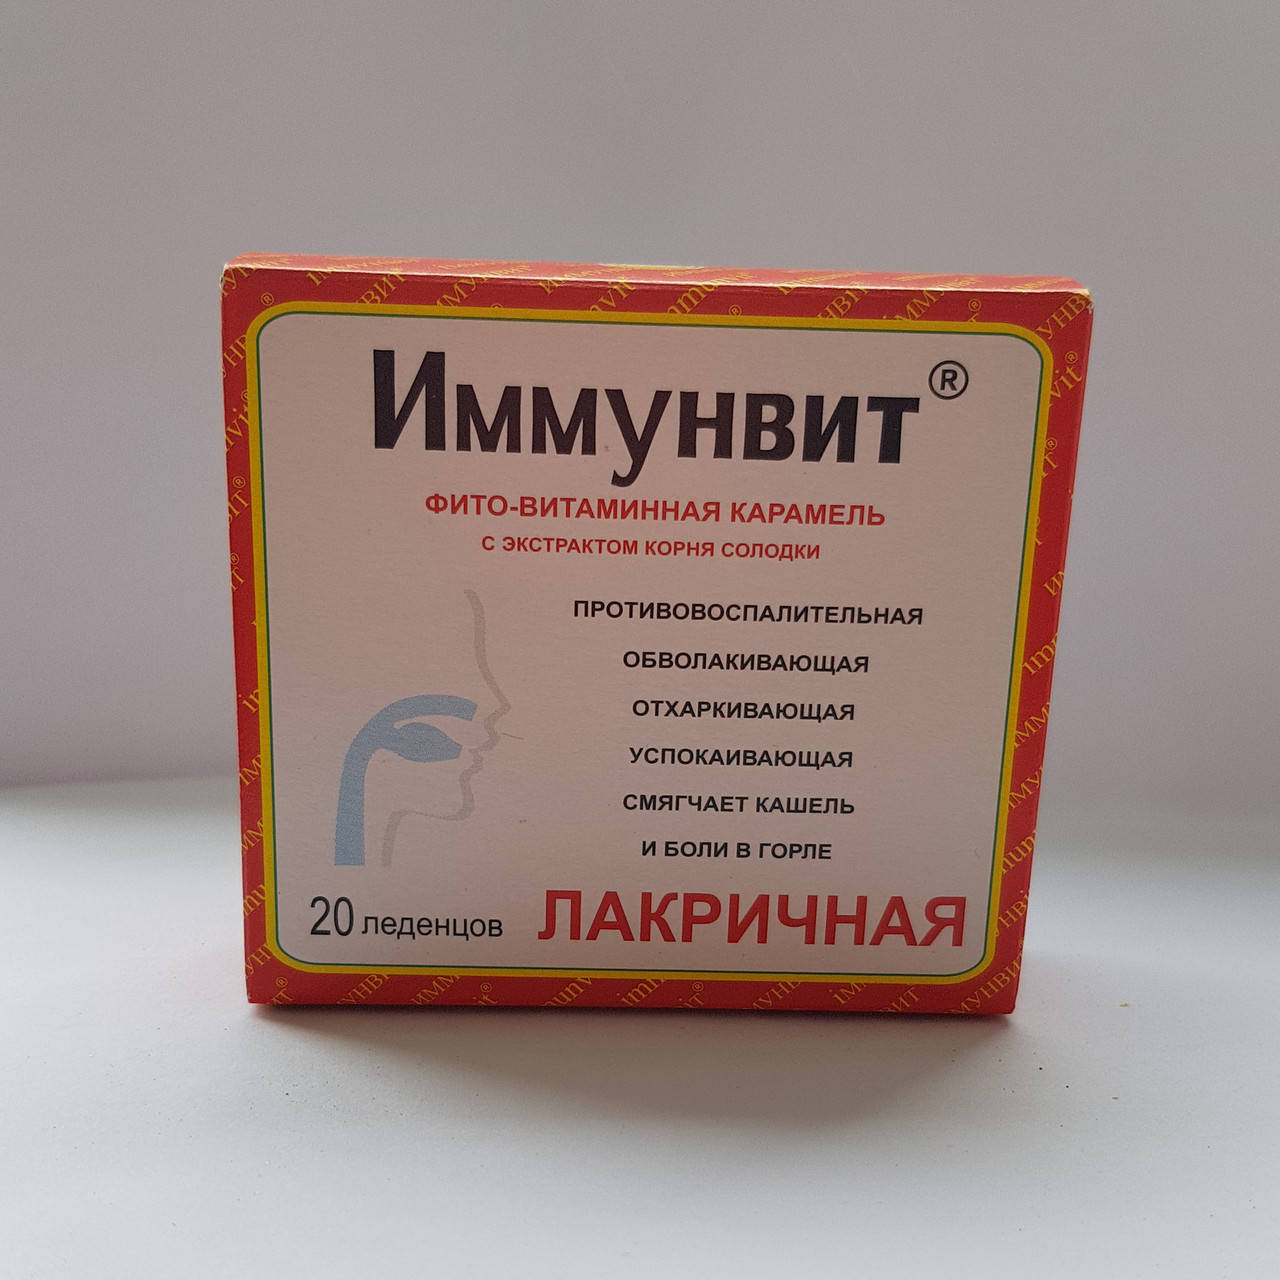 Иммунвит®
ФИТО-ВИТАМИННАЯ КАРАМЕЛЬ
С ЭКСТРАКТОМ КОРНЯ СОЛОДКИ
ПРОТИВОВОСПАЛИТЕЛЬНАЯ
ОБВОЛАКИВАЮЩАЯ
ОТХАРКИВАЮЩАЯ
УСПОКАИВАЮЩАЯ
СМЯГЧАЕТ КАШЕЛЬ
И БОЛИ В ГОРЛЕ
20 леденцов
ЛАКРИЧНАЯ